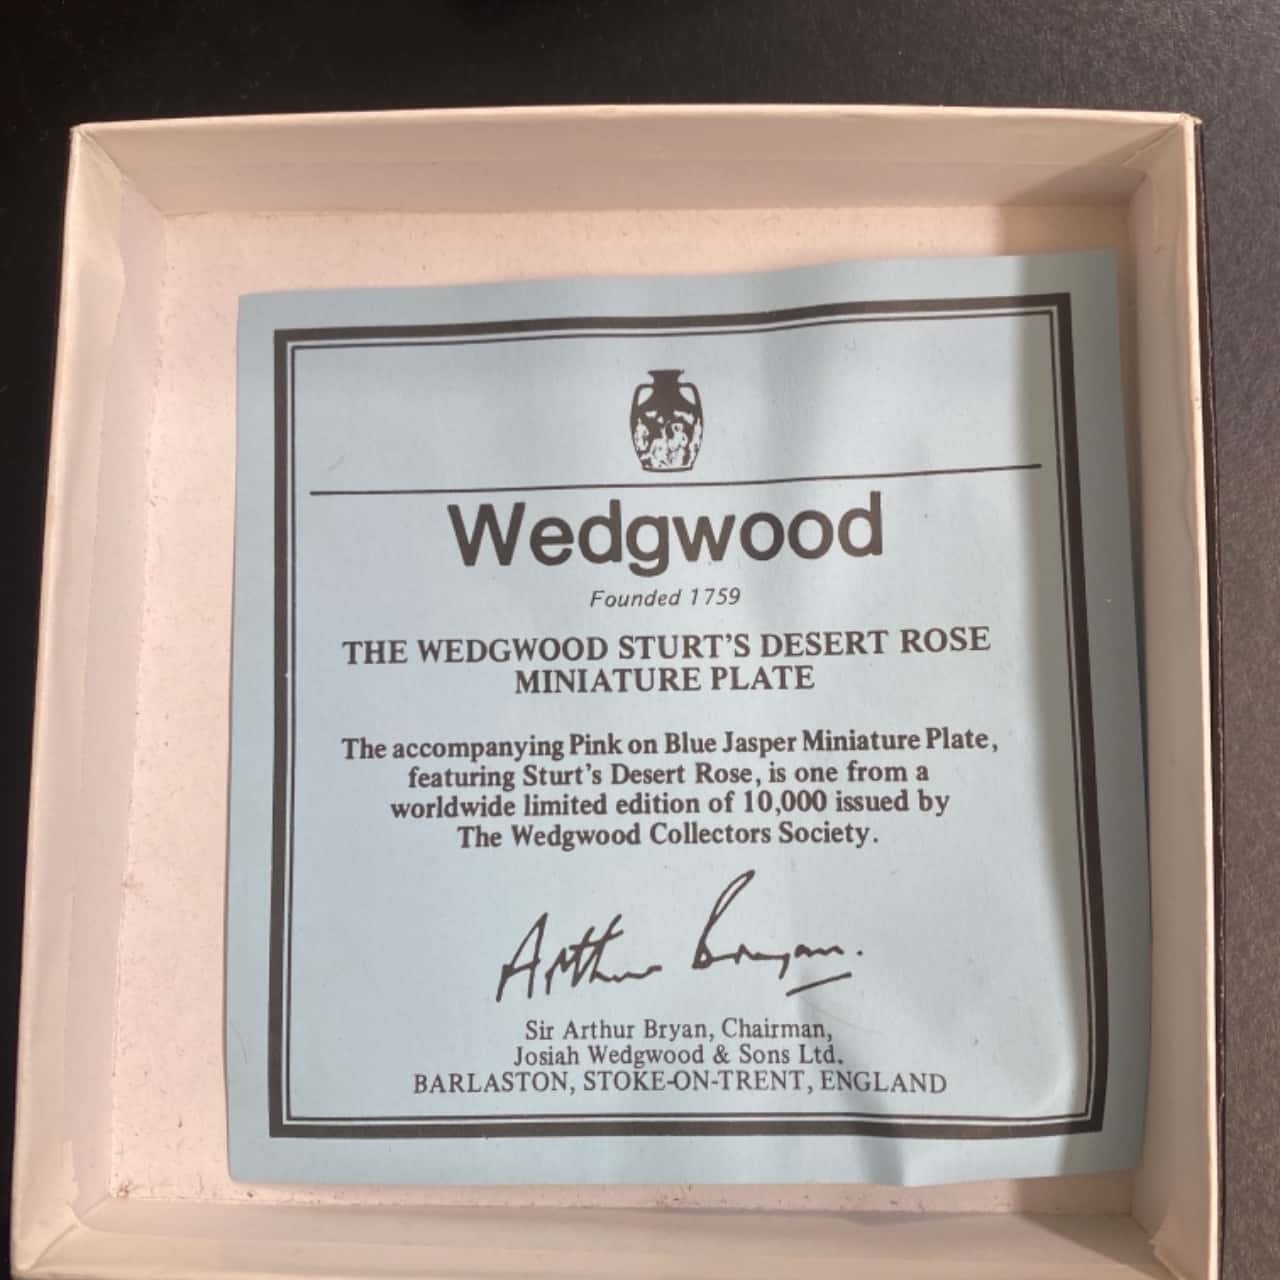 Wedgwood
Founded 1759
THE WEDGWOOD STURT'S DESERT ROSE
MINIATURE PLATE
The accompanying Pink on Blue Jasper Miniature Plate,
featuring Sturt's Desert Rose, is one from a
worldwide limited edition of 10,000 issued by
The Wedgwood Collectors Society.
Arthur Bryan.
Sir Arthur Bryan, Chairman,
Josiah Wedgwood & Sons Ltd.
BARLASTON, STOKE-ON-TRENT, ENGLAND